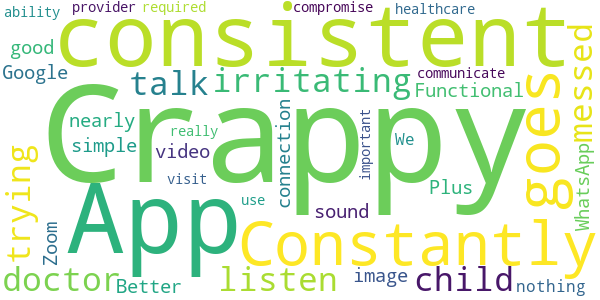 ability
provider required
compromise
healthcare
good
consistent
Google
talk
irritating
communicate
Functional
Crappy
goes
messed
nearly
simple
really
video
visit
connection
important
We
Plus
WhatsApp
trying
Zoom
App
use
sound
Constantly
doctor
Better
listen
image
child
nothing